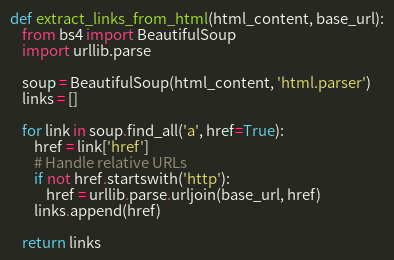 def extract_links_from_html(html_content, base_url):
    from bs4 import BeautifulSoup
    import urllib.parse

    soup = BeautifulSoup(html_content, 'html.parser')
    links = []

    for link in soup.find_all('a', href=True):
        href = link['href']
        # Handle relative URLs
        if not href.startswith('http'):
            href = urllib.parse.urljoin(base_url, href)
        links.append(href)

    return links